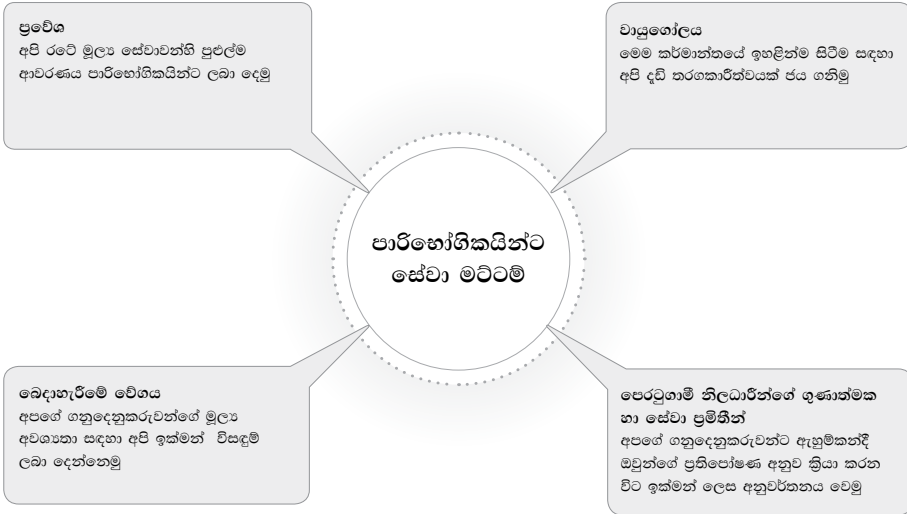 ප්‍රවේශ
අපි රටේ මූල්‍ය සේවාවන්හි පුළුල්ම
ආවරණය පාරිභෝගිකයින්ට ලබා දෙමු
වායුගෝලය
මෙම කර්මාන්තයේ ඉහළින්ම සිටීම සඳහා
අපි දැඩි තරගකාරීත්වයක් ජය ගනිමු
පාරිභෝගිකයින්ට
සේවා මට්ටම්
බෙදාහැරීමේ වේගය
අපගේ ගනුදෙනුකරුවන්ගේ මූල්‍ය
අවශ්‍යතා සඳහා අපි ඉක්මන් විසඳුම්
ලබා දෙන්නෙමු
පෙරටුගාමී නිලධාරීන්ගේ ගුණාත්මක
හා සේවා ප්‍රමිතීන්
අපගේ ගනුදෙනුකරුවන්ට ඇහුම්කන්දී
ඔවුන්ගේ ප්‍රතිපෝෂණ අනුව ක්‍රියා කරන
විට ඉක්මන් ලෙස අනුවර්තනය වෙමු